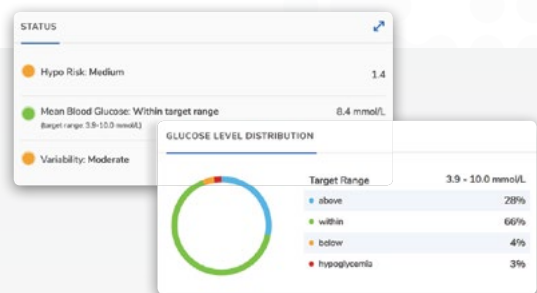 STATUS
Hypo Risk: Medium 1.4
Mean Blood Glucose: Within target range 8.4 mmol/L
(target range: 3.9-10.0 mmol/L)
Variability: Moderate
GLUCOSE LEVEL DISTRIBUTION
Target Range 3.9 - 10.0 mmol/L
above 28%
within 66%
below 4%
hypoglycemia 3%